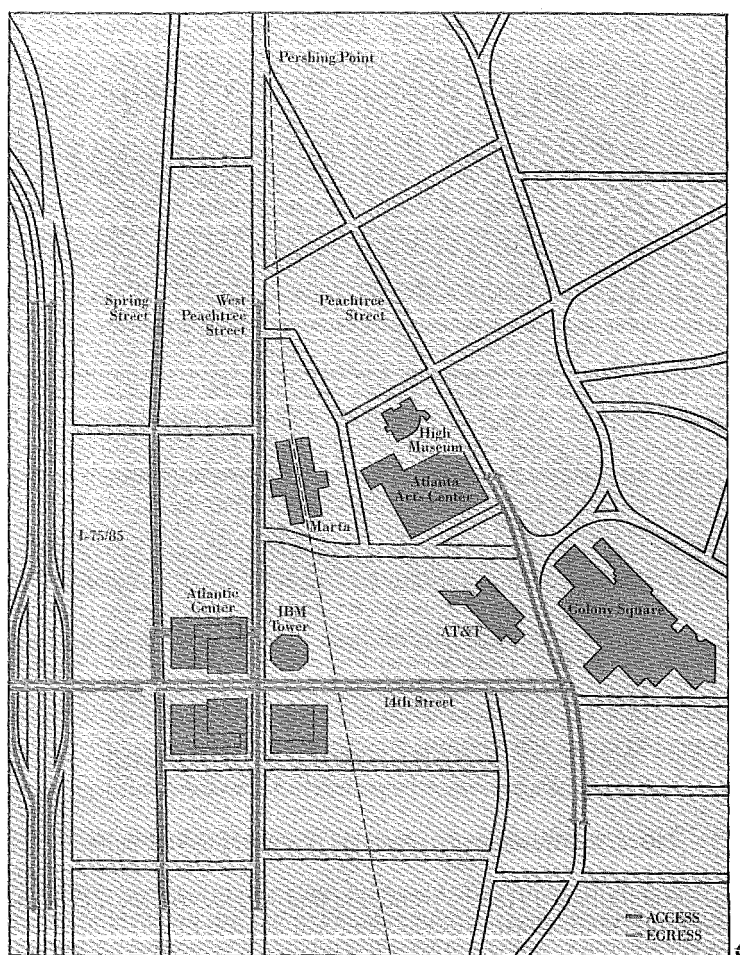 Pershing Point
Spring
Street
West
Peachtree
Street
Peachtree
Street
High
Museum
Atlanta
Arts Center
Marta
I-75/85
Atlantic
Center
IBM
Tower
AT&T
Colony Square
14th Street
ACCESS
EGRESS